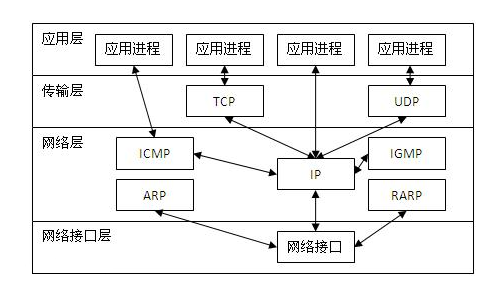 应用层
应用进程
应用进程
应用进程
应用进程
传输层
TCP
UDP
网络层
ICMP
IP
IGMP
ARP
RARP
网络接口层
网络接口